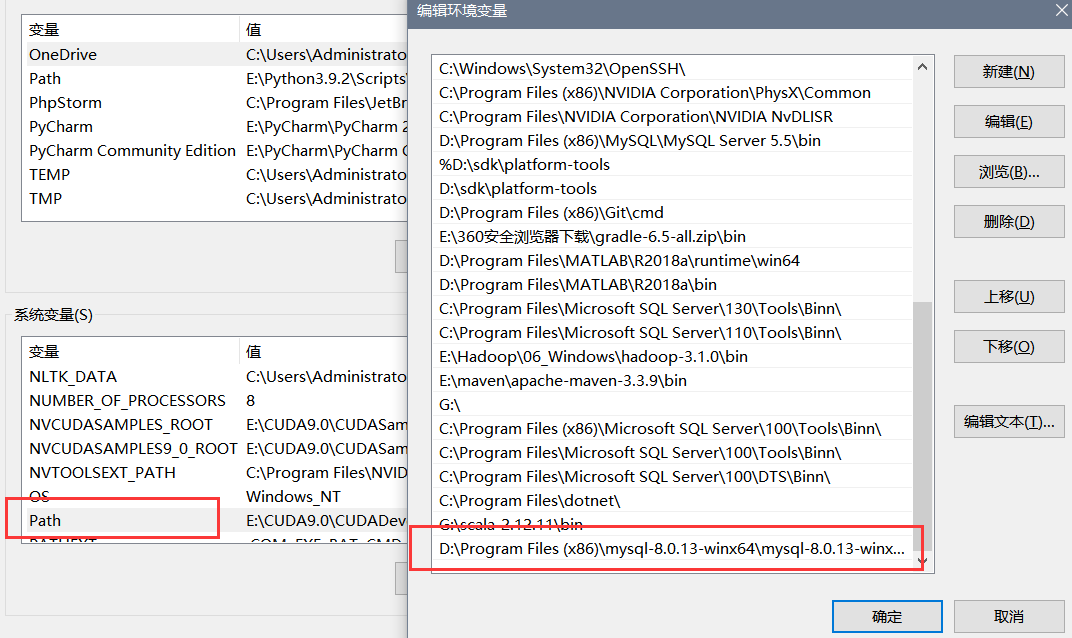 变量 值
OneDrive C:\Users\Administrato
Path E:\Python3.9.2\Scripts\
PhpStorm C:\Program Files\JetBr
PyCharm E:\PyCharm\PyCharm 2
PyCharm Community Edition E:\PyCharm\PyCharm C
TEMP C:\Users\Administrato
TMP C:\Users\Administrato
系统变量(S)
变量 值
NLTK_DATA C:\Users\Administrato
NUMBER_OF_PROCESSORS 8
NVCUDASAMPLES_ROOT E:\CUDA9.0\CUDASam
NVCUDASAMPLES9_0_ROOT E:\CUDA9.0\CUDASam
NVTOOLSEXT_PATH C:\Program Files\NVID
OS Windows_NT
Path E:\CUDA9.0\CUDADev
PATHEXT .COM;.EXE;.BAT;.CMD
编辑环境变量
C:\Windows\System32\OpenSSH\
C:\Program Files (x86)\NVIDIA Corporation\PhysX\Common
C:\Program Files\NVIDIA Corporation\NVIDIA NvDLISR
D:\Program Files (x86)\MySQL\MySQL Server 5.5\bin
%D:\sdk\platform-tools
D:\sdk\platform-tools
D:\Program Files (x86)\Git\cmd
E:\360安全浏览器下载\gradle-6.5-all.zip\bin
D:\Program Files\MATLAB\R2018a\runtime\win64
D:\Program Files\MATLAB\R2018a\bin
C:\Program Files\Microsoft SQL Server\130\Tools\Binn\
C:\Program Files\Microsoft SQL Server\110\Tools\Binn\
E:\Hadoop\06_Windows\hadoop-3.1.0\bin
E:\maven\apache-maven-3.3.9\bin
G:\
C:\Program Files (x86)\Microsoft SQL Server\100\Tools\Binn\
C:\Program Files\Microsoft SQL Server\100\Tools\Binn\
C:\Program Files\Microsoft SQL Server\100\DTS\Binn\
C:\Program Files\dotnet\
G:\scala-2.12.11\bin
D:\Program Files (x86)\mysql-8.0.13-winx64\mysql-8.0.13-winx...
新建(N)
编辑(E)
浏览(B)...
删除(D)
上移(U)
下移(O)
编辑文本(T)...
确定
取消